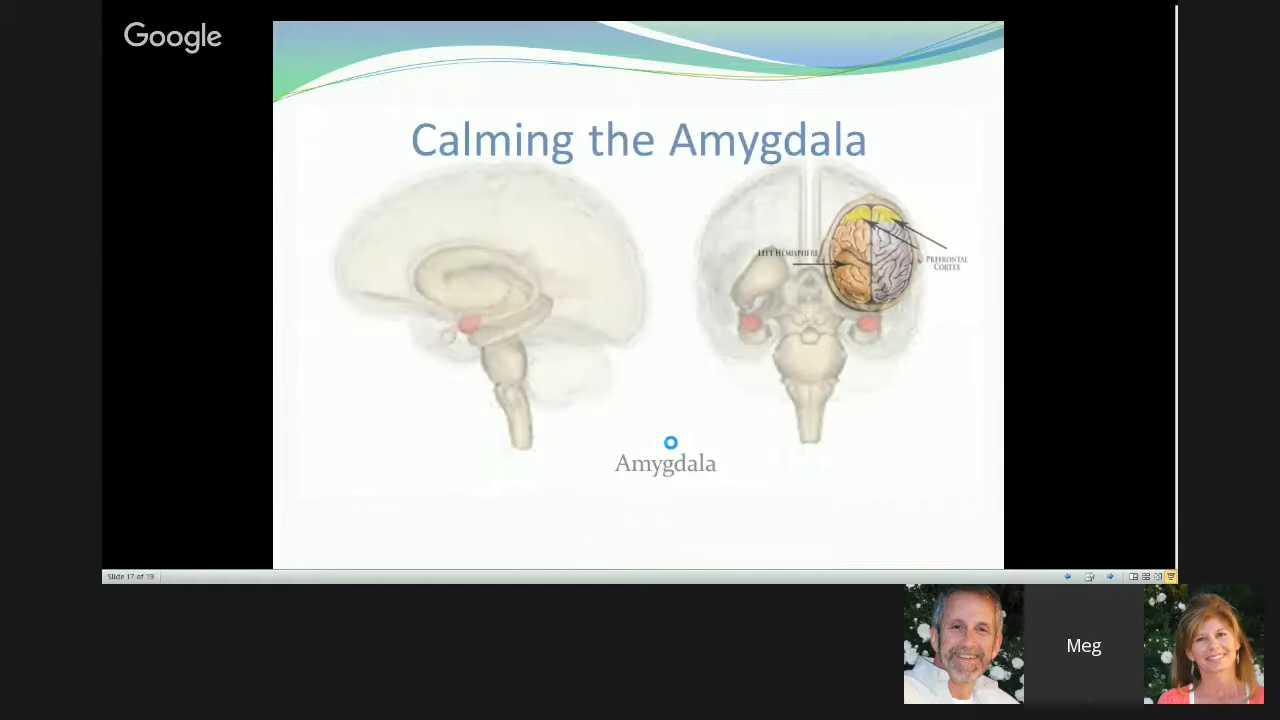 Google
Calming the Amygdala
LEFT HEMISPHERE
PREFRONTAL
CORTEX
Amygdala
Slide 17 of 19
Meg